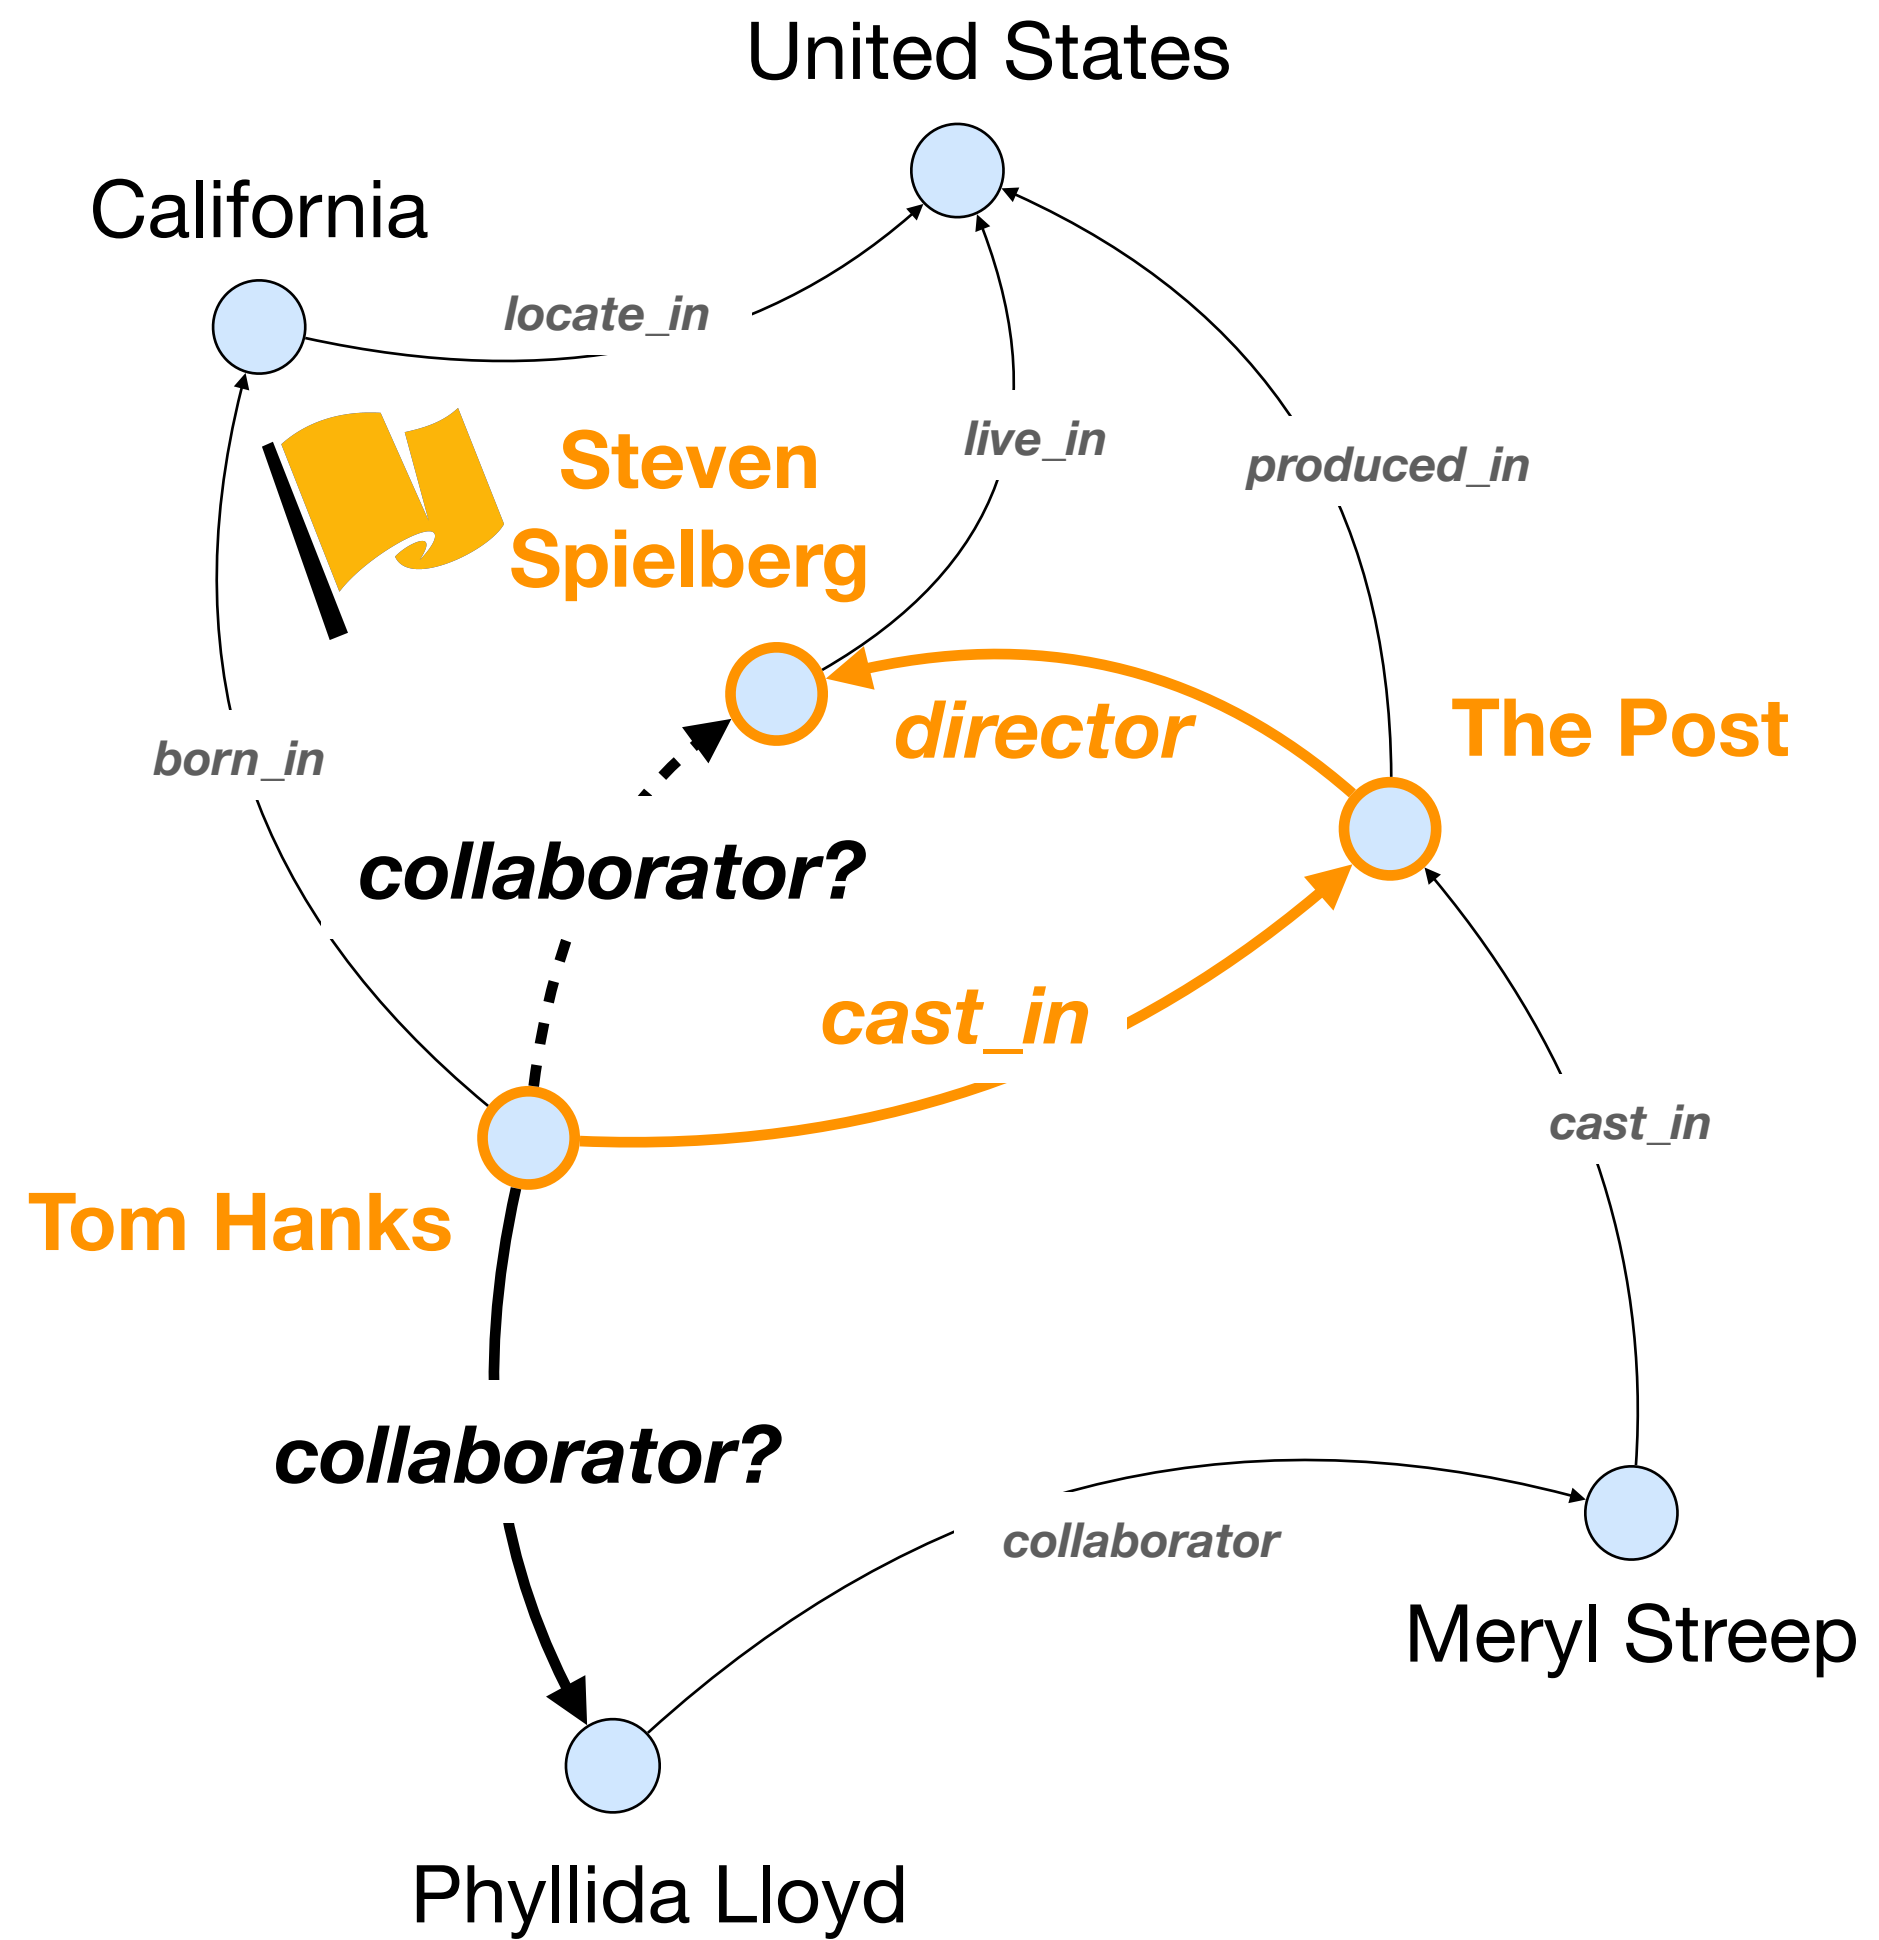 United States
California
locate_in
Steven
Spielberg
live_in
produced_in
director
The Post
born_in
collaborator?
cast_in
cast_in
Tom Hanks
collaborator?
collaborator
Meryl Streep
Phyllida Lloyd